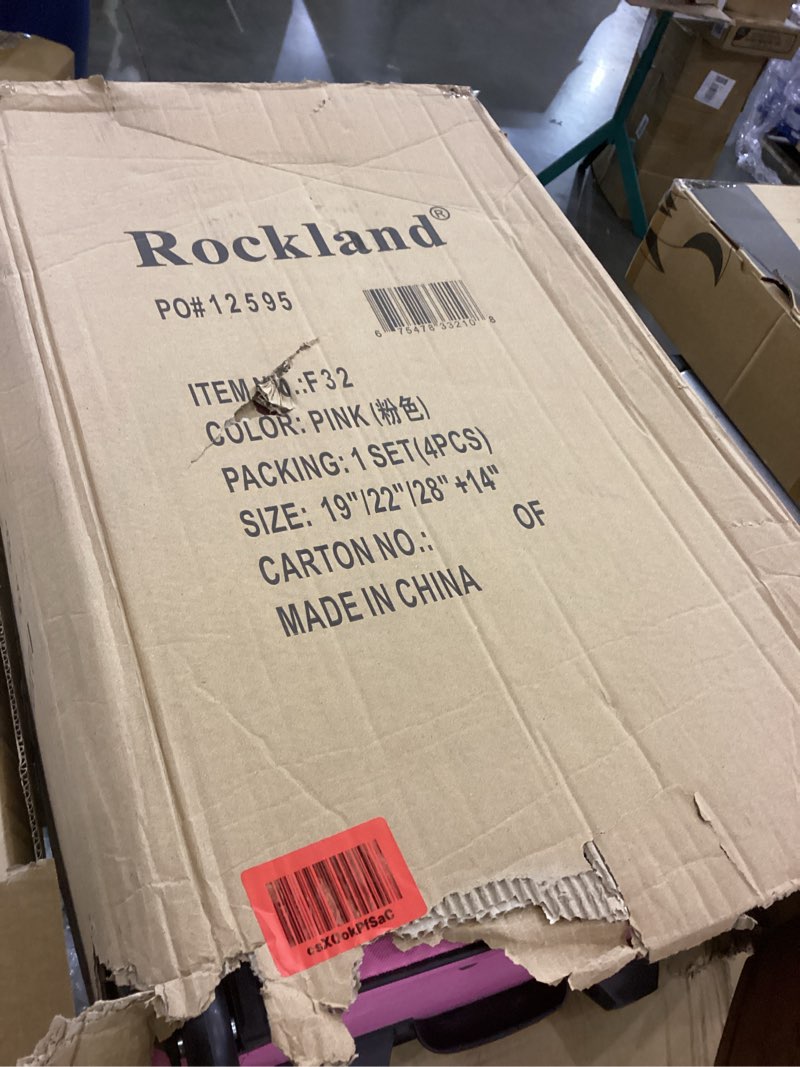 Rockland®
PO#12595
6 75478 33210 8
ITEM NO.:F32
COLOR: PINK (粉色)
PACKING: 1 SET(4PCS)
SIZE: 19"/22"/28" +14"
CARTON NO.: OF
MADE IN CHINA